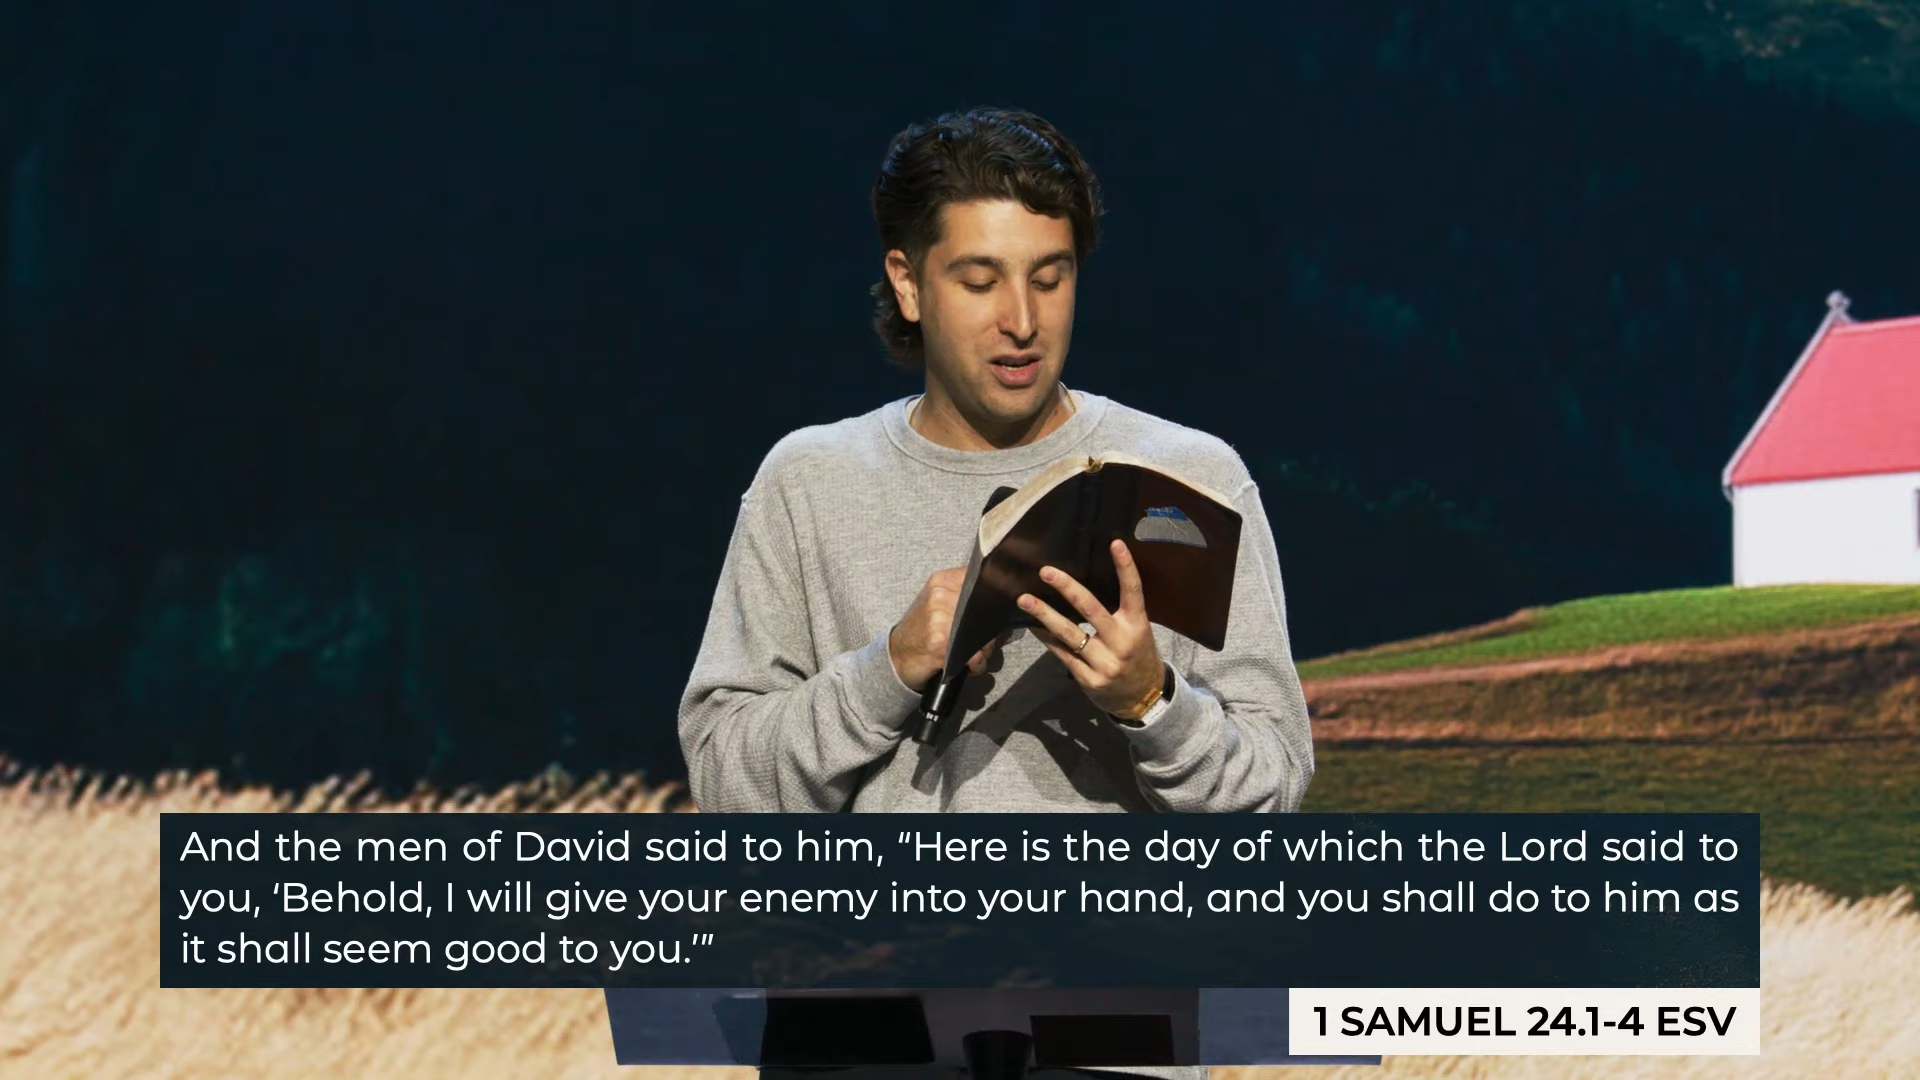 And the men of David said to him, “Here is the day of which the Lord said to
you, ‘Behold, I will give your enemy into your hand, and you shall do to him as
it shall seem good to you.’”
1 SAMUEL 24.1-4 ESV